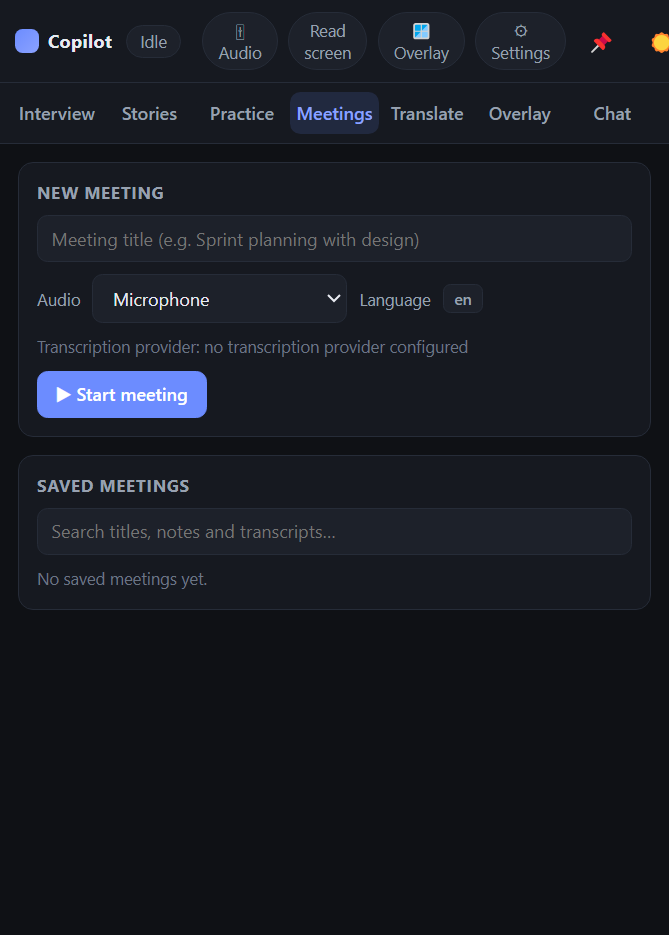 Copilot
Idle
Audio
Read
screen
Overlay
Settings
Interview Stories Practice Meetings Translate Overlay Chat
NEW MEETING
Meeting title (e.g. Sprint planning with design)
Audio Microphone Language en
Transcription provider: no transcription provider configured
▶ Start meeting
SAVED MEETINGS
Search titles, notes and transcripts...
No saved meetings yet.